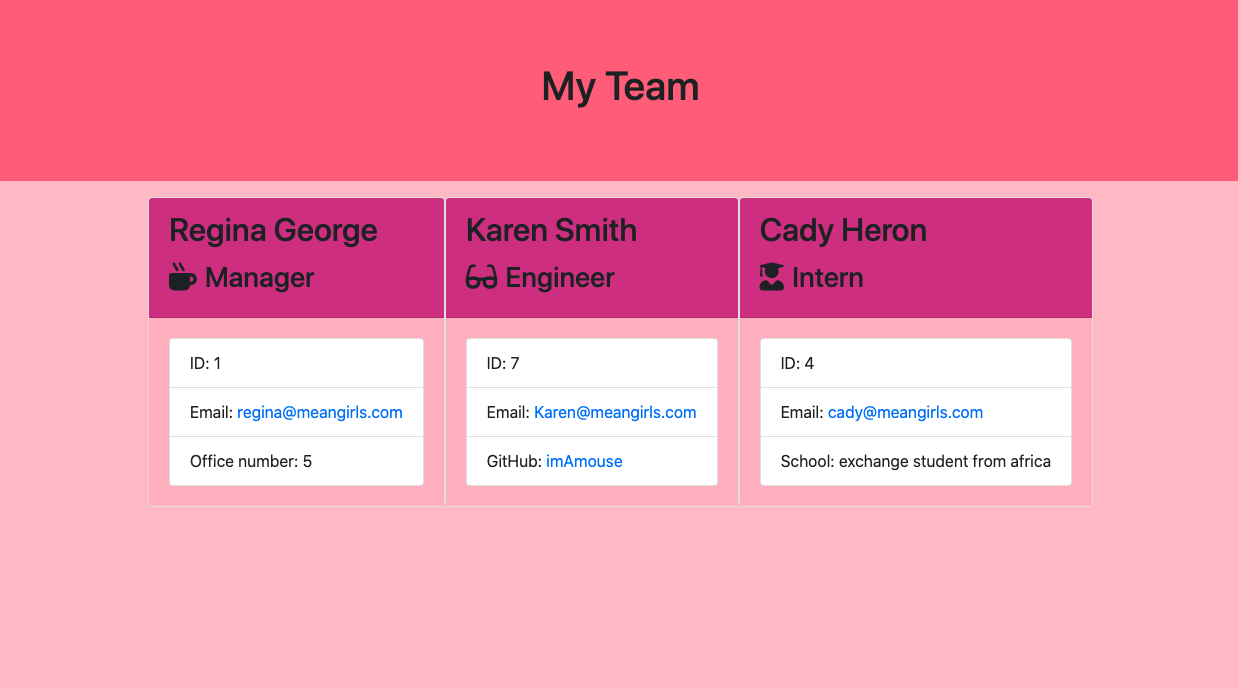 My Team
Regina George
Manager
ID: 1
Email: regina@meangirls.com
Office number: 5
Karen Smith
Engineer
ID: 7
Email: Karen@meangirls.com
GitHub: imAmouse
Cady Heron
Intern
ID: 4
Email: cady@meangirls.com
School: exchange student from africa